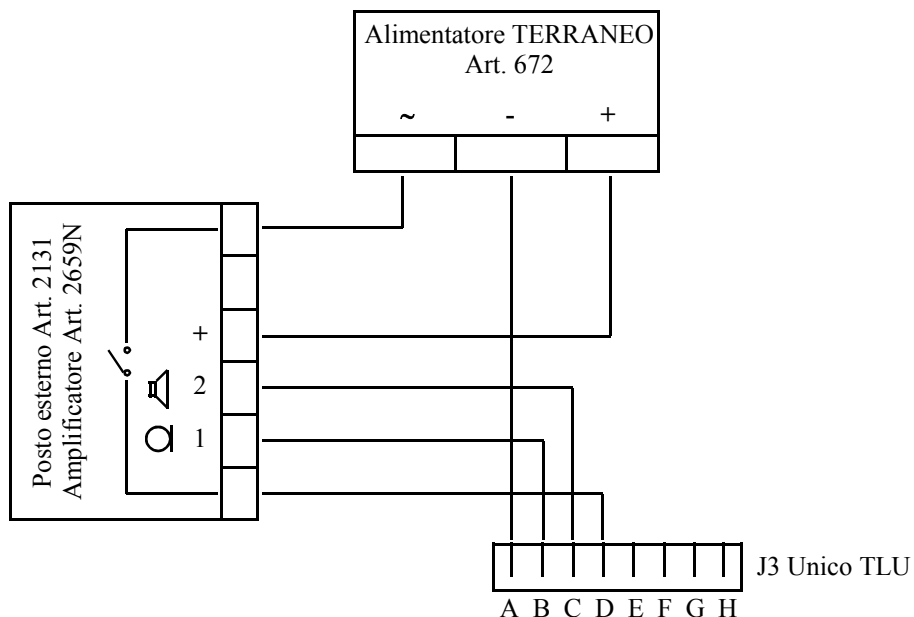 Alimentatore TERRANEO
Art. 672
~ - +
Posto esterno Art. 2131
Amplificatore Art. 2659N
+
2
1
J3 Unico TLU
A B C D E F G H